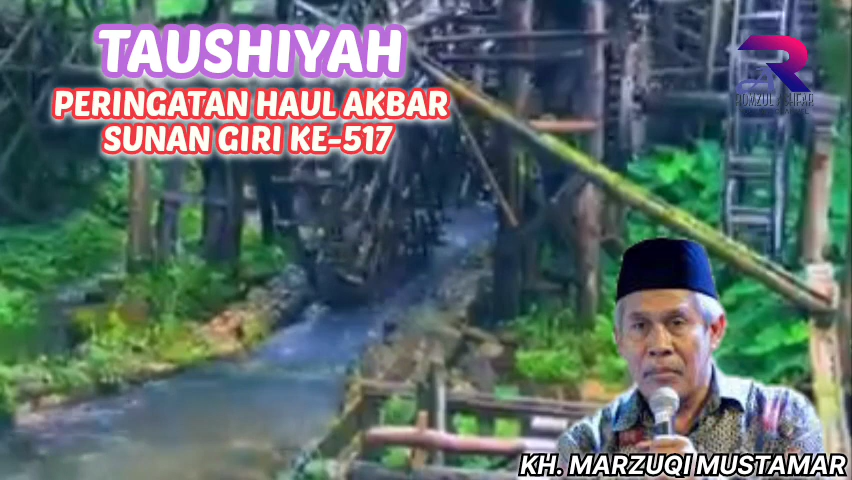 TAUSHIYAH
PERINGATAN HAUL AKBAR
SUNAN GIRI KE-517
R
KH. MARZUQI MUSTAMAR